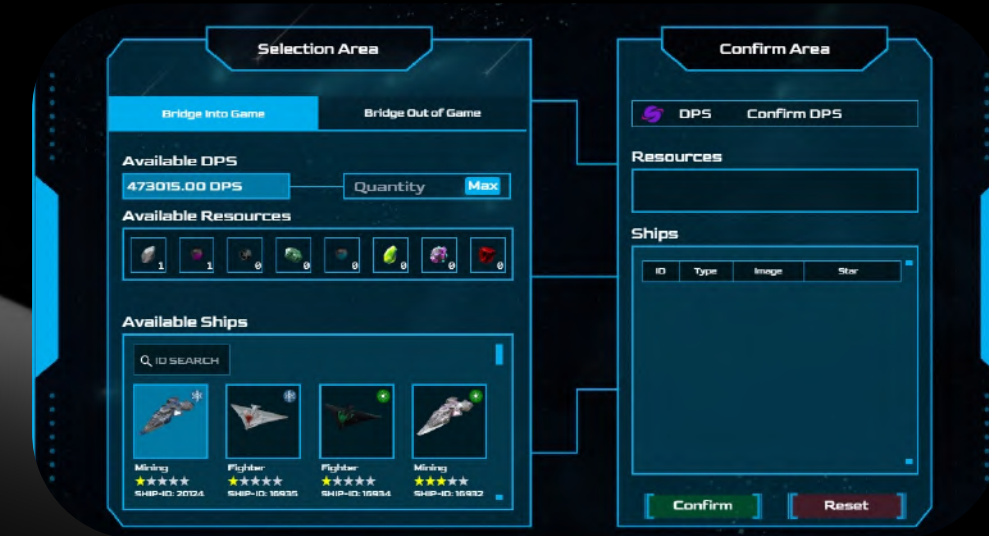 Selection Area
Bridge Into Game
Bridge Out of Game
Available DPS
473015.00 DPS
Quantity
Max
Available Resources
1
1
0
0
0
0
0
0
Available Ships
ID SEARCH
Mining
Fighter
Fighter
Mining
SHIP-ID: 20124
SHIP-ID: 16935
SHIP-ID: 16934
SHIP-ID: 16932
Confirm Area
DPS
Confirm DPS
Resources
Ships
ID
Type
Image
Star
Confirm
Reset